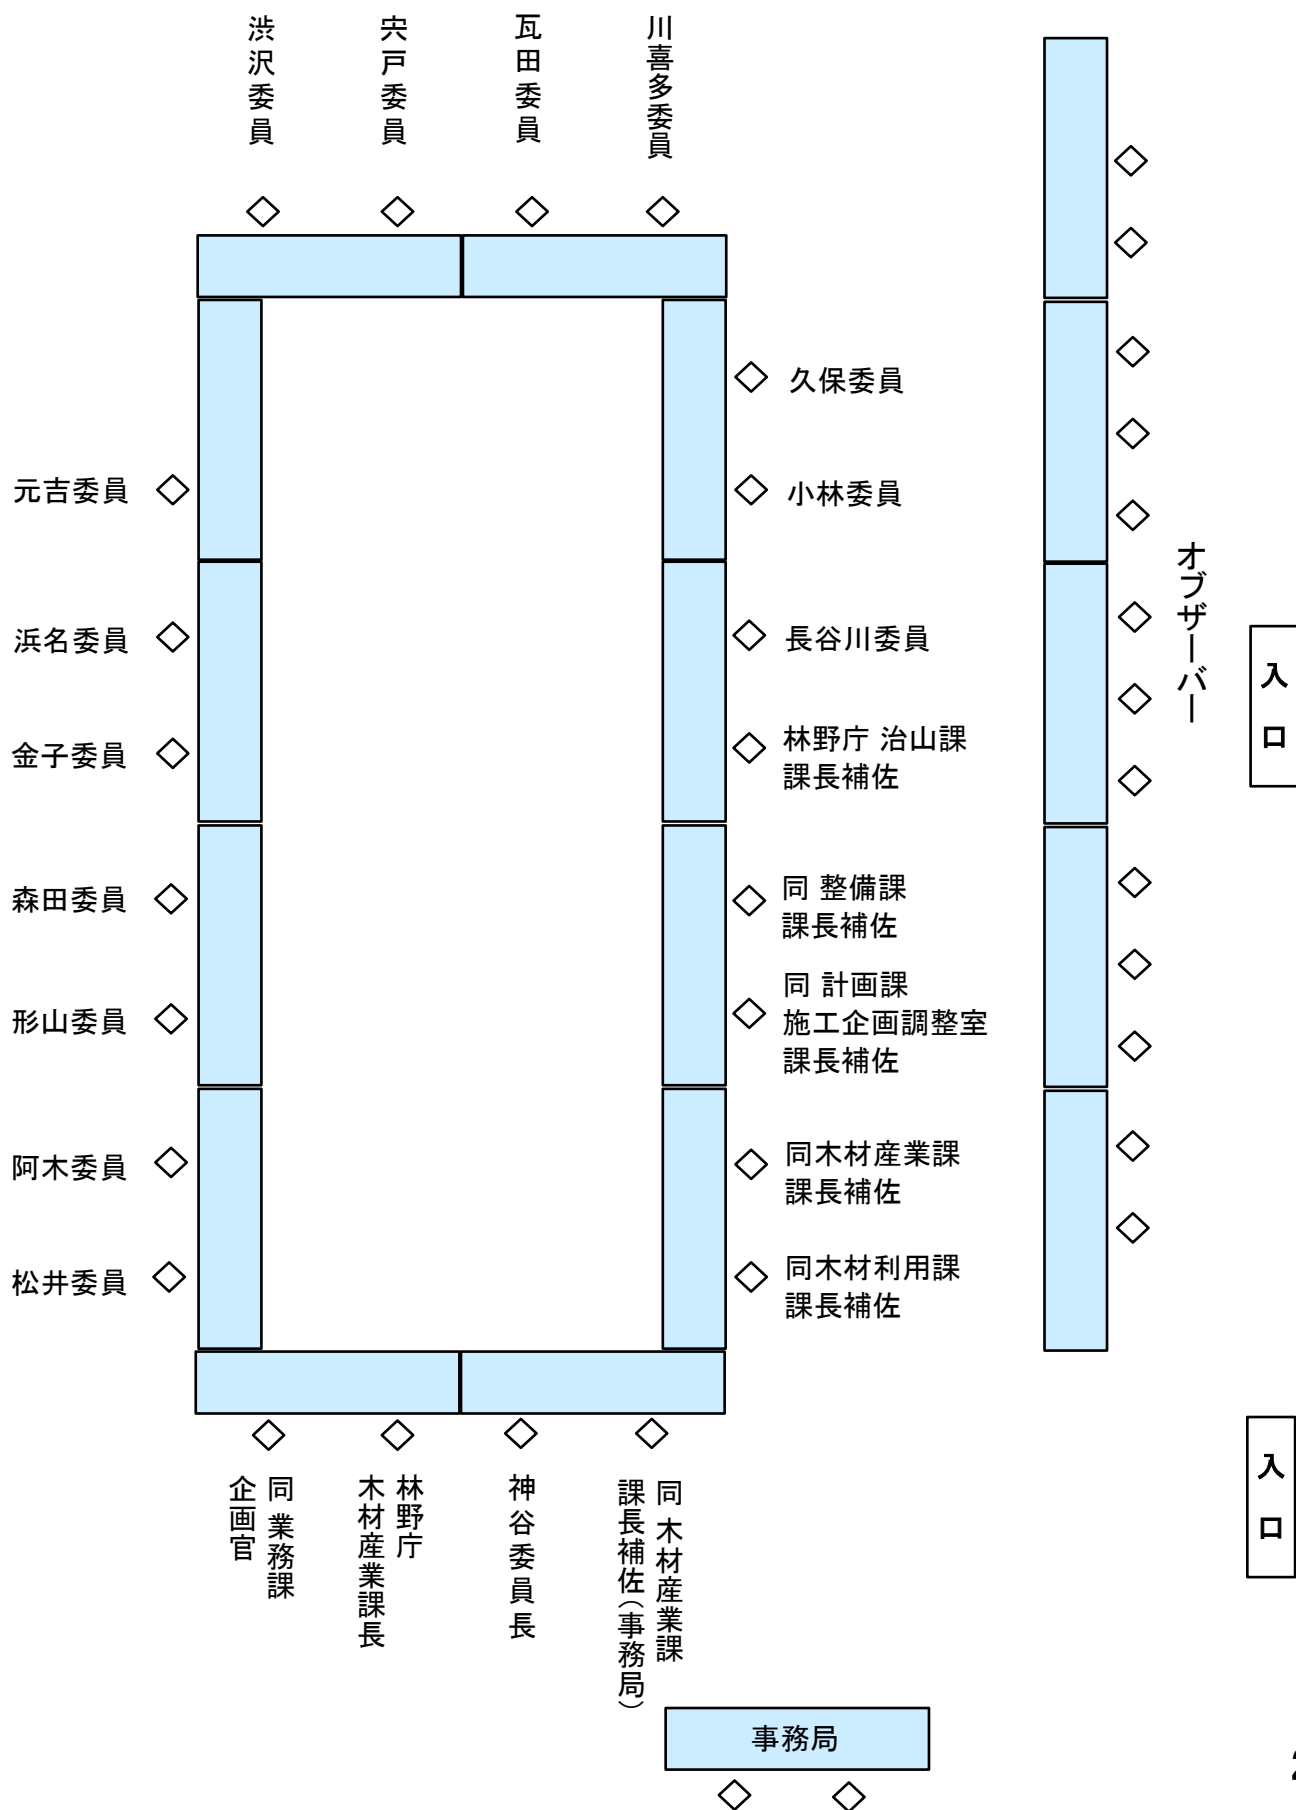 渋沢委員
宍戸委員
瓦田委員
川喜多委員
久保委員
元吉委員
小林委員
オブザーバー
浜名委員
長谷川委員
入口
金子委員
林野庁 治山課
課長補佐
森田委員
同 整備課
課長補佐
形山委員
同 計画課
施工企画調整室
課長補佐
阿木委員
同木材産業課
課長補佐
松井委員
同木材利用課
課長補佐
入口
同 業務課
企画官
林野庁
木材産業課長
神谷委員長
同 木材産業課
課長補佐(事務局)
事務局